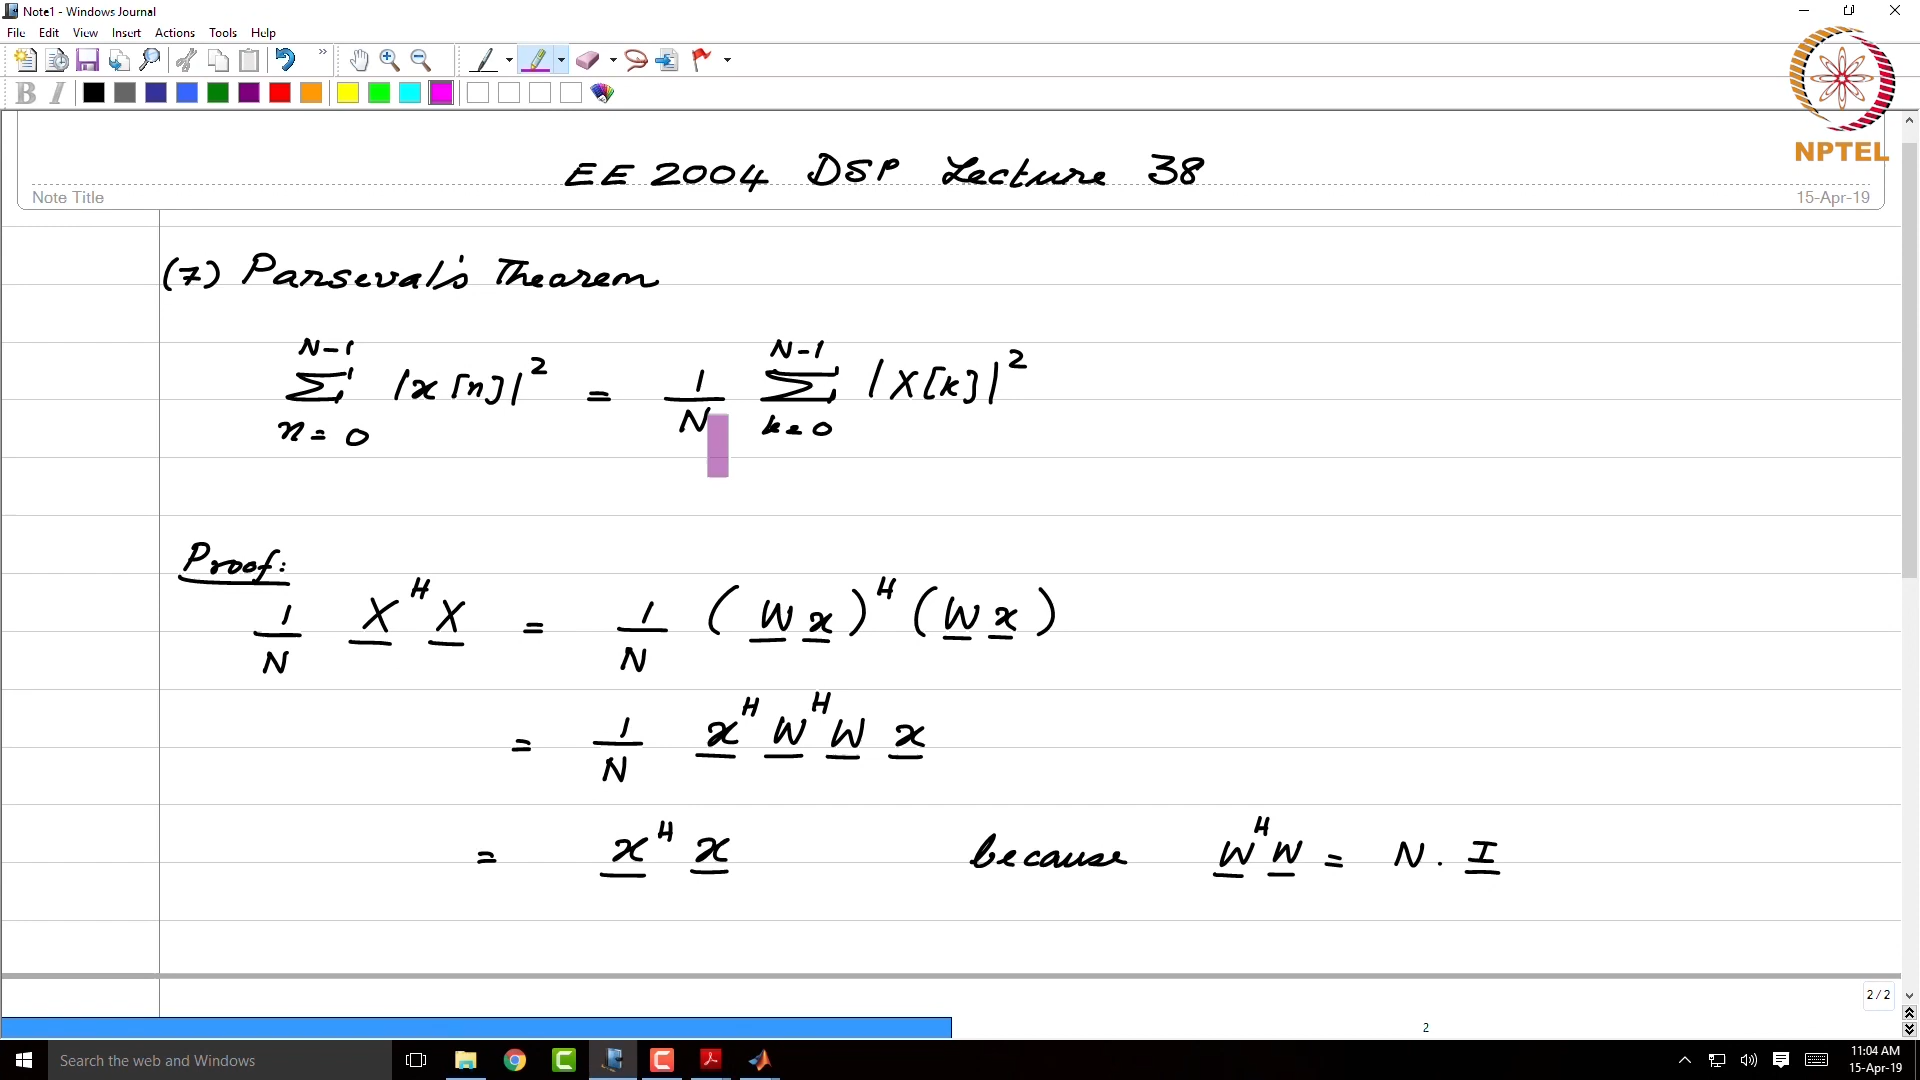 Note1 - Windows Journal
File Edit View Insert Actions Tools Help
B I
NPTEL
EE 2004 DSP Lecture 38
Note Title 15-Apr-19
(7) Parseval's Theorem
N-1 ∑ n=0 |x[n]|² = 1/N N-1 ∑ k=0 |X[k]|²
Proof:
1/N X^H X = 1/N (W x)^H (W x)
= 1/N x^H W^H W x
= x^H x because W^H W = N . I
2 / 2
2
Search the web and Windows
11:04 AM
15-Apr-19